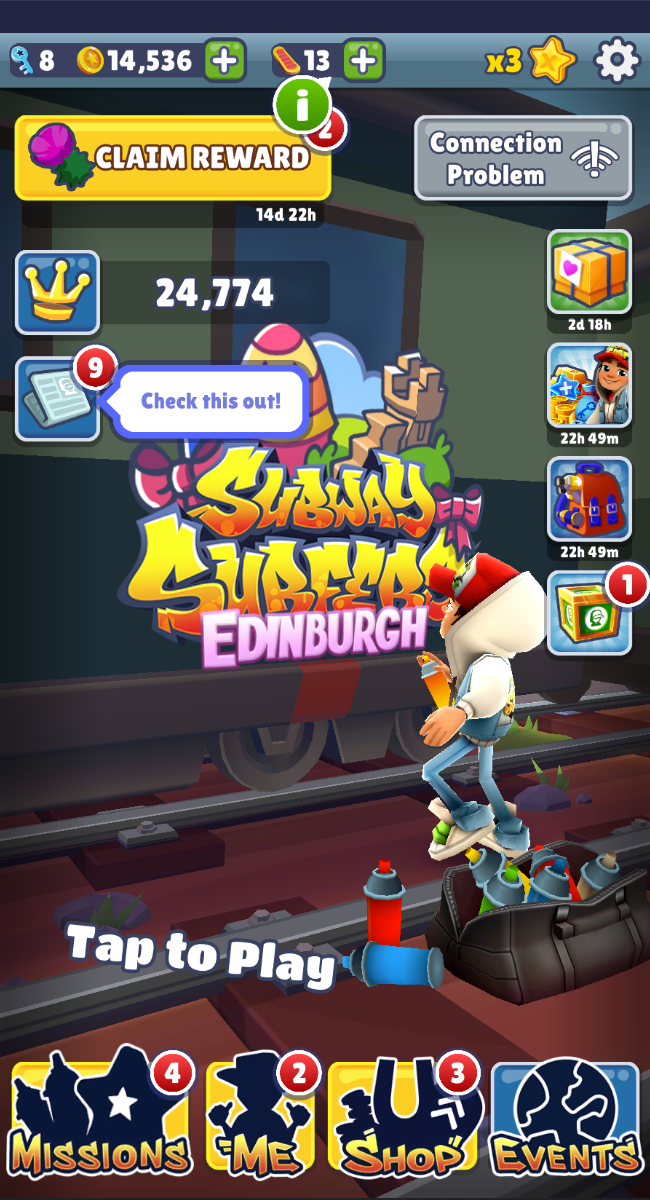 8
14,536
13
x3
i
2
CLAIM REWARD
Connection
Problem
14d 22h
24,774
2d 18h
9
Check this out!
22h 49m
22h 49m
1
SUBWAY
SURFERS
EDINBURGH
Tap to Play
4
MISSIONS
2
ME
3
SHOP
EVENTS